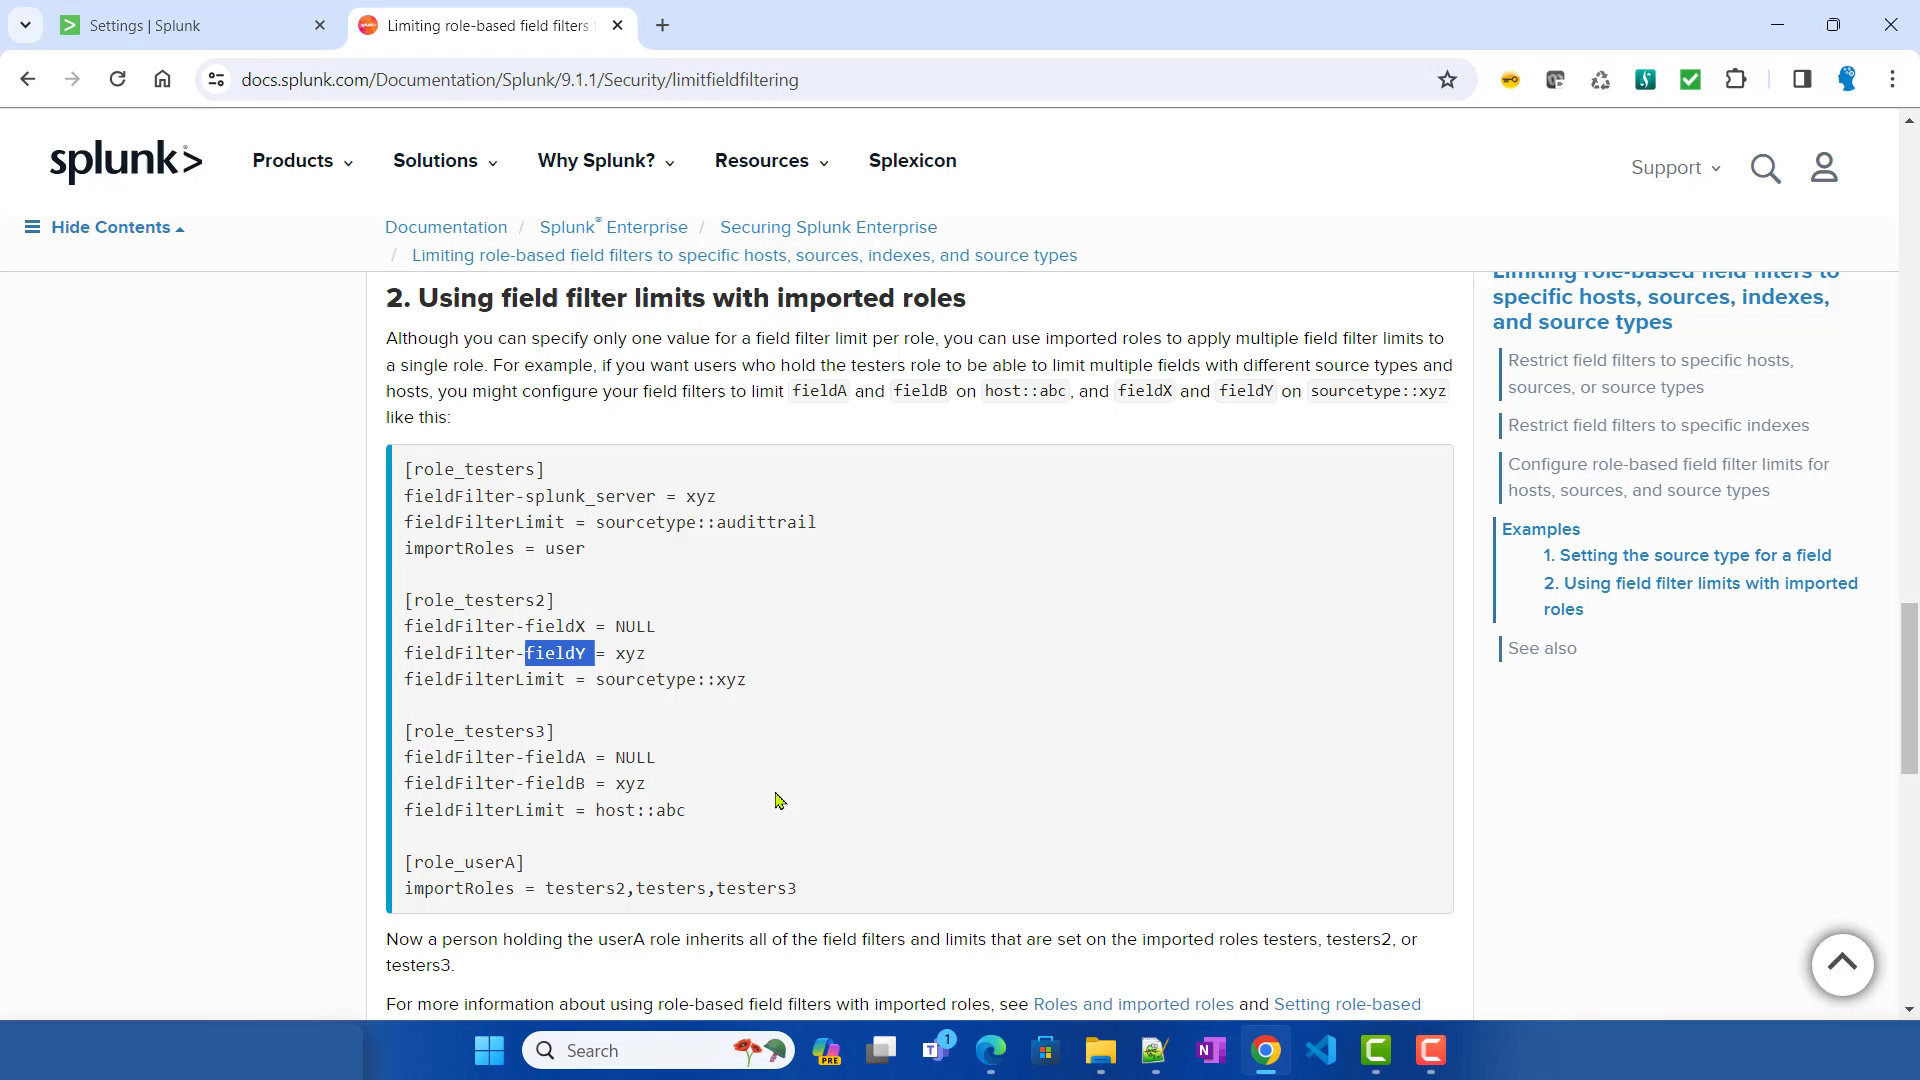 Settings | Splunk
Limiting role-based field filters
docs.splunk.com/Documentation/Splunk/9.1.1/Security/limitfieldfiltering
splunk>
Products
Solutions
Why Splunk?
Resources
Splexicon
Support
Hide Contents
Documentation / Splunk® Enterprise / Securing Splunk Enterprise
/ Limiting role-based field filters to specific hosts, sources, indexes, and source types
2. Using field filter limits with imported roles
Although you can specify only one value for a field filter limit per role, you can use imported roles to apply multiple field filter limits to
a single role. For example, if you want users who hold the testers role to be able to limit multiple fields with different source types and
hosts, you might configure your field filters to limit fieldA and fieldB on host::abc, and fieldX and fieldY on sourcetype::xyz
like this:
[role_testers]
fieldFilter-splunk_server = xyz
fieldFilterLimit = sourcetype::audittrail
importRoles = user
[role_testers2]
fieldFilter-fieldX = NULL
fieldFilter-fieldY = xyz
fieldFilterLimit = sourcetype::xyz
[role_testers3]
fieldFilter-fieldA = NULL
fieldFilter-fieldB = xyz
fieldFilterLimit = host::abc
[role_userA]
importRoles = testers2,testers,testers3
Now a person holding the userA role inherits all of the field filters and limits that are set on the imported roles testers, testers2, or
testers3.
For more information about using role-based field filters with imported roles, see Roles and imported roles and Setting role-based
Limiting role-based field filters to
specific hosts, sources, indexes,
and source types
Restrict field filters to specific hosts,
sources, or source types
Restrict field filters to specific indexes
Configure role-based field filter limits for
hosts, sources, and source types
Examples
1. Setting the source type for a field
2. Using field filter limits with imported
roles
See also
Search
PRE
1